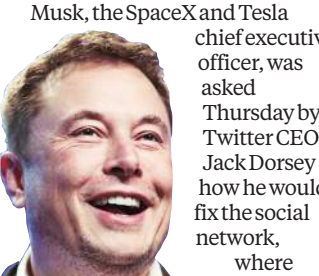 Musk, the SpaceX and Tesla
chief executiv
officer, was
asked
Thursday by
Twitter CEO
Jack Dorsey
how he would
fix the social
network,
where